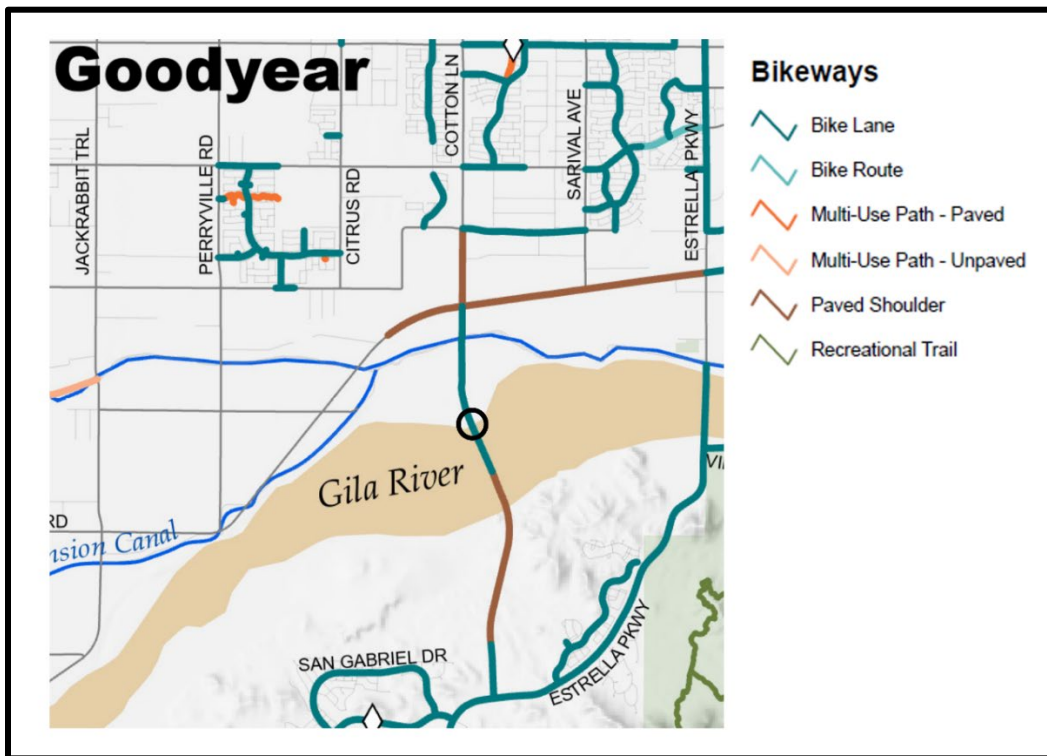 Goodyear
JACKRABBIT TRL
PERRYVILLE RD
CITRUS RD
COTTON LN
SARIVAL AVE
ESTRELLA PKWY
Gila River
RD
nsion Canal
VI
SAN GABRIEL DR
ESTRELLA PKWY
Bikeways
Bike Lane
Bike Route
Multi-Use Path - Paved
Multi-Use Path - Unpaved
Paved Shoulder
Recreational Trail